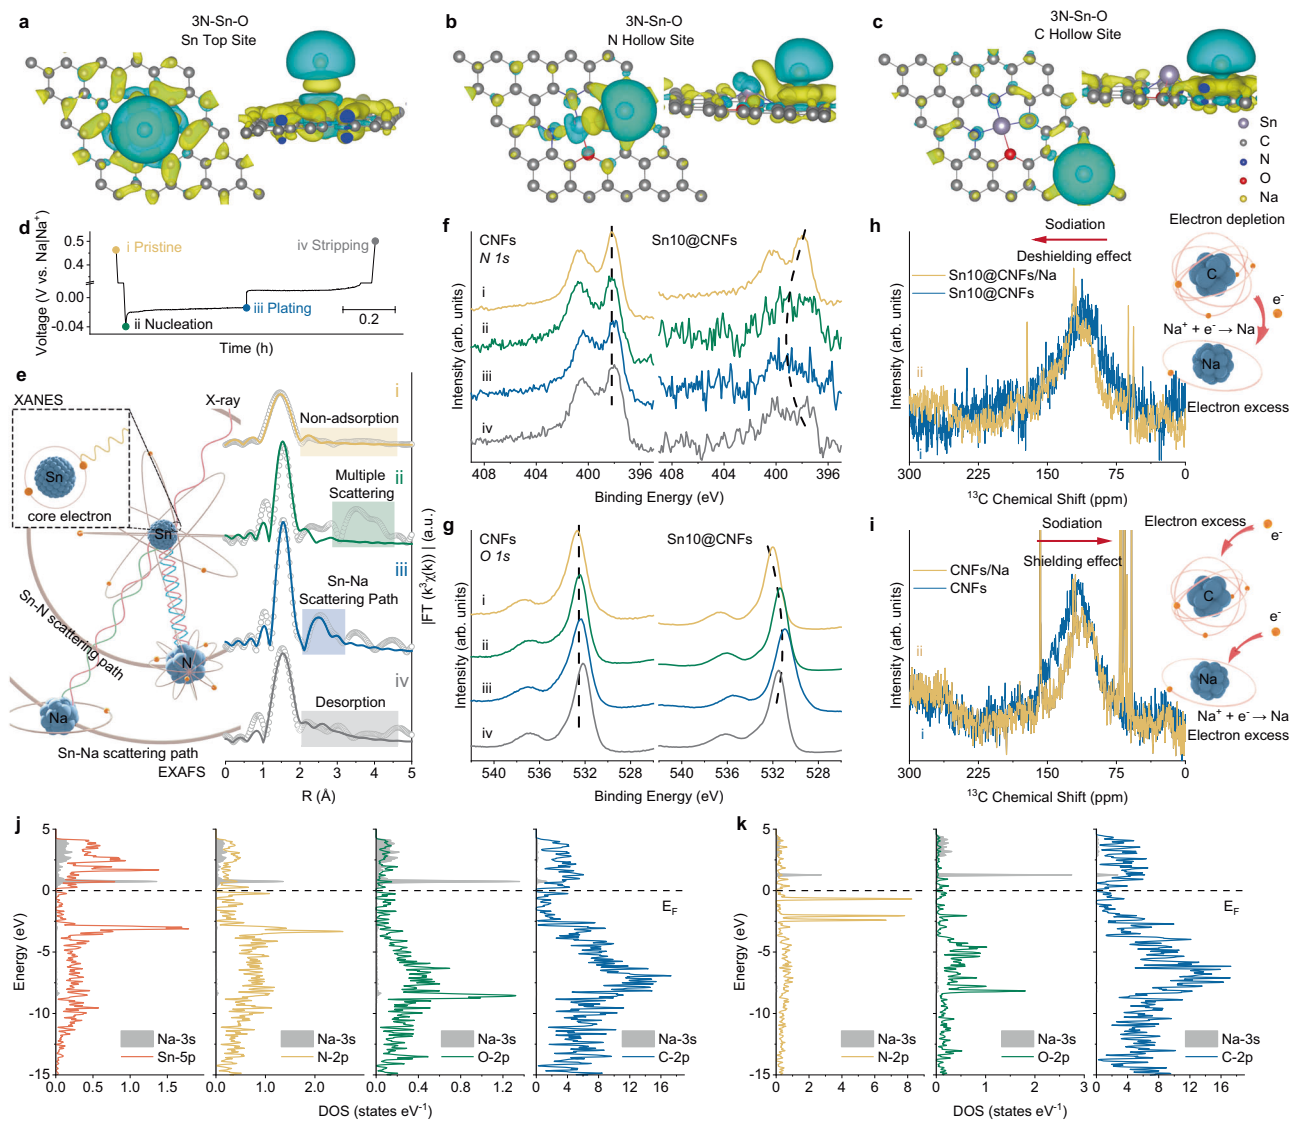 a
3N-Sn-O
Sn Top Site
b
3N-Sn-O
N Hollow Site
c
3N-Sn-O
C Hollow Site
Sn
C
N
O
Na
d
Voltage (V vs. Na|Na⁺)
0.5
0.4
0.00
-0.04
i Pristine
ii Nucleation
iii Plating
iv Stripping
0.2
Time (h)
e
XANES
X-ray
Sn
core electron
Sn
N
Na
Sn-N scattering path
Sn-Na scattering path
EXAFS
i
Non-adsorption
ii
Multiple
Scattering
iii
Sn-Na
Scattering Path
iv
Desorption
0 1 2 3 4 5
R (Å)
|FT (k³χ(k)) | (a.u.)
f
CNFs
N 1s
Sn10@CNFs
i
ii
iii
iv
Intensity (arb. units)
408 404 400 396 408 404 400 396
Binding Energy (eV)
g
CNFs
O 1s
Sn10@CNFs
i
ii
iii
iv
Intensity (arb. units)
540 536 532 528 540 536 532 528
Binding Energy (eV)
h
Sodiation
Deshielding effect
Sn10@CNFs/Na
Sn10@CNFs
ii
i
Intensity (arb. units)
300 225 150 75 0
¹³C Chemical Shift (ppm)
Electron depletion
C
e⁻
Na⁺ + e⁻ → Na
Na
Electron excess
i
Sodiation
Shielding effect
CNFs/Na
CNFs
ii
i
Intensity (arb. units)
300 225 150 75 0
¹³C Chemical Shift (ppm)
Electron excess
e⁻
C
e⁻
Na
Na⁺ + e⁻ → Na
Electron excess
j
Energy (eV)
5
0
-5
-10
-15
E_F
Na-3s
Sn-5p
Na-3s
N-2p
Na-3s
O-2p
Na-3s
C-2p
0.0 0.5 1.0 1.5
0.0 1.0 2.0
0.0 0.4 0.8 1.2
4 8 12 16
DOS (states eV⁻¹)
k
Energy (eV)
5
0
-5
-10
-15
E_F
Na-3s
N-2p
Na-3s
O-2p
Na-3s
C-2p
0 2 4 6 8
0 1 2 3
0 4 8 12 16
DOS (states eV⁻¹)